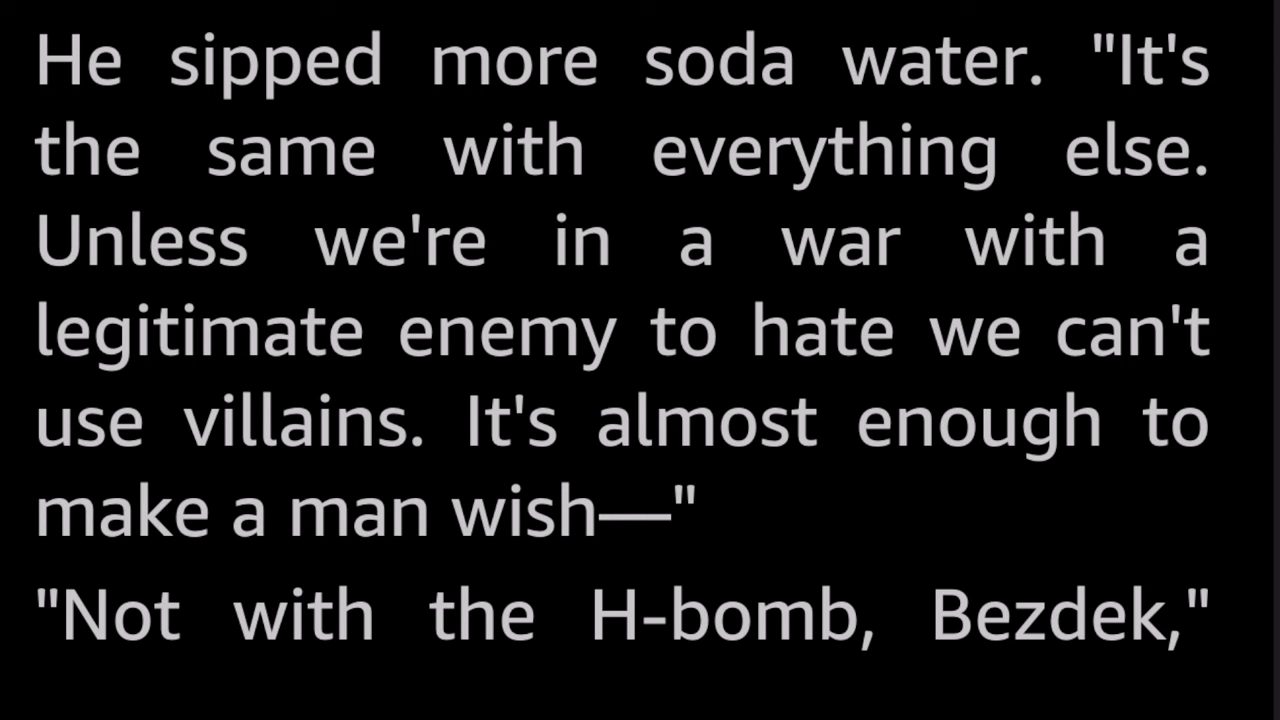 He sipped more soda water. "It's
the same with everything else.
Unless we're in a war with a
legitimate enemy to hate we can't
use villains. It's almost enough to
make a man wish—"
"Not with the H-bomb, Bezdek,"